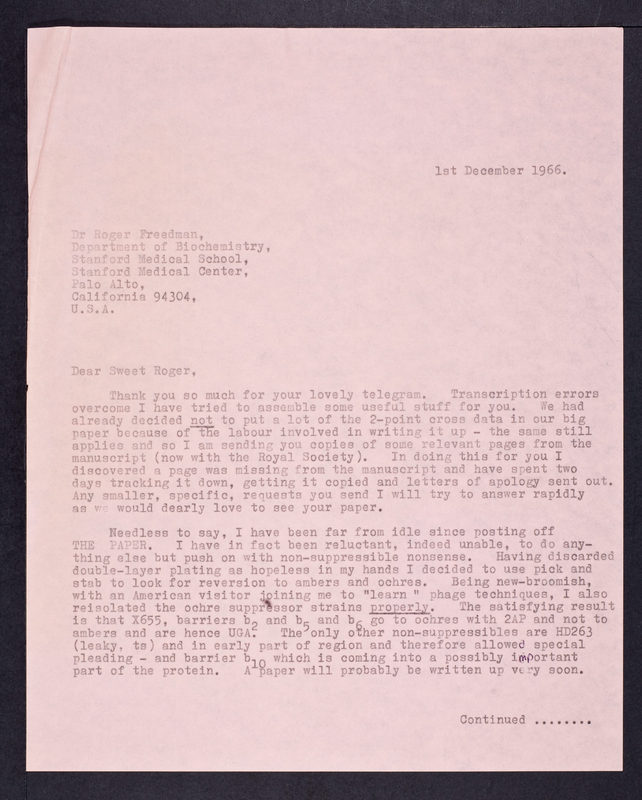 1st December 1966.
Dr Roger Freedman,
Department of Biochemistry,
Stanford Medical School,
Stanford Medical Center,
Palo Alto,
California 94304,
U.S.A.
Dear Sweet Roger,
Thank you so much for your lovely telegram. Transcription errors
overcome I have tried to assemble some useful stuff for you. We had
already decided not to put a lot of the 2-point cross data in our big
paper because of the labour involved in writing it up - the same still
applies and so I am sending you copies of some relevant pages from the
manuscript (now with the Royal Society). In doing this for you I
discovered a page was missing from the manuscript and have spent two
days tracking it down, getting it copied and letters of apology sent out.
Any smaller, specific, requests you send I will try to answer rapidly
as we would dearly love to see your paper.
Needless to say, I have been far from idle since posting off
THE PAPER. I have in fact been reluctant, indeed unable, to do any-
thing else but push on with non-suppressible nonsense. Having discarded
double-layer plating as hopeless in my hands I decided to use pick and
stab to look for reversion to ambers and ochres. Being new-broomish,
with an American visitor joining me to "learn " phage techniques, I also
reisolated the ochre suppressor strains properly. The satisfying result
is that X655, barriers b2 and b5 and b6 go to ochres with 2AP and not to
ambers and are hence UGA. The only other non-suppressibles are HD263
(leaky, ts) and in early part of region and therefore allowed special
pleading - and barrier b10 which is coming into a possibly important
part of the protein. A paper will probably be written up very soon.
Continued ........